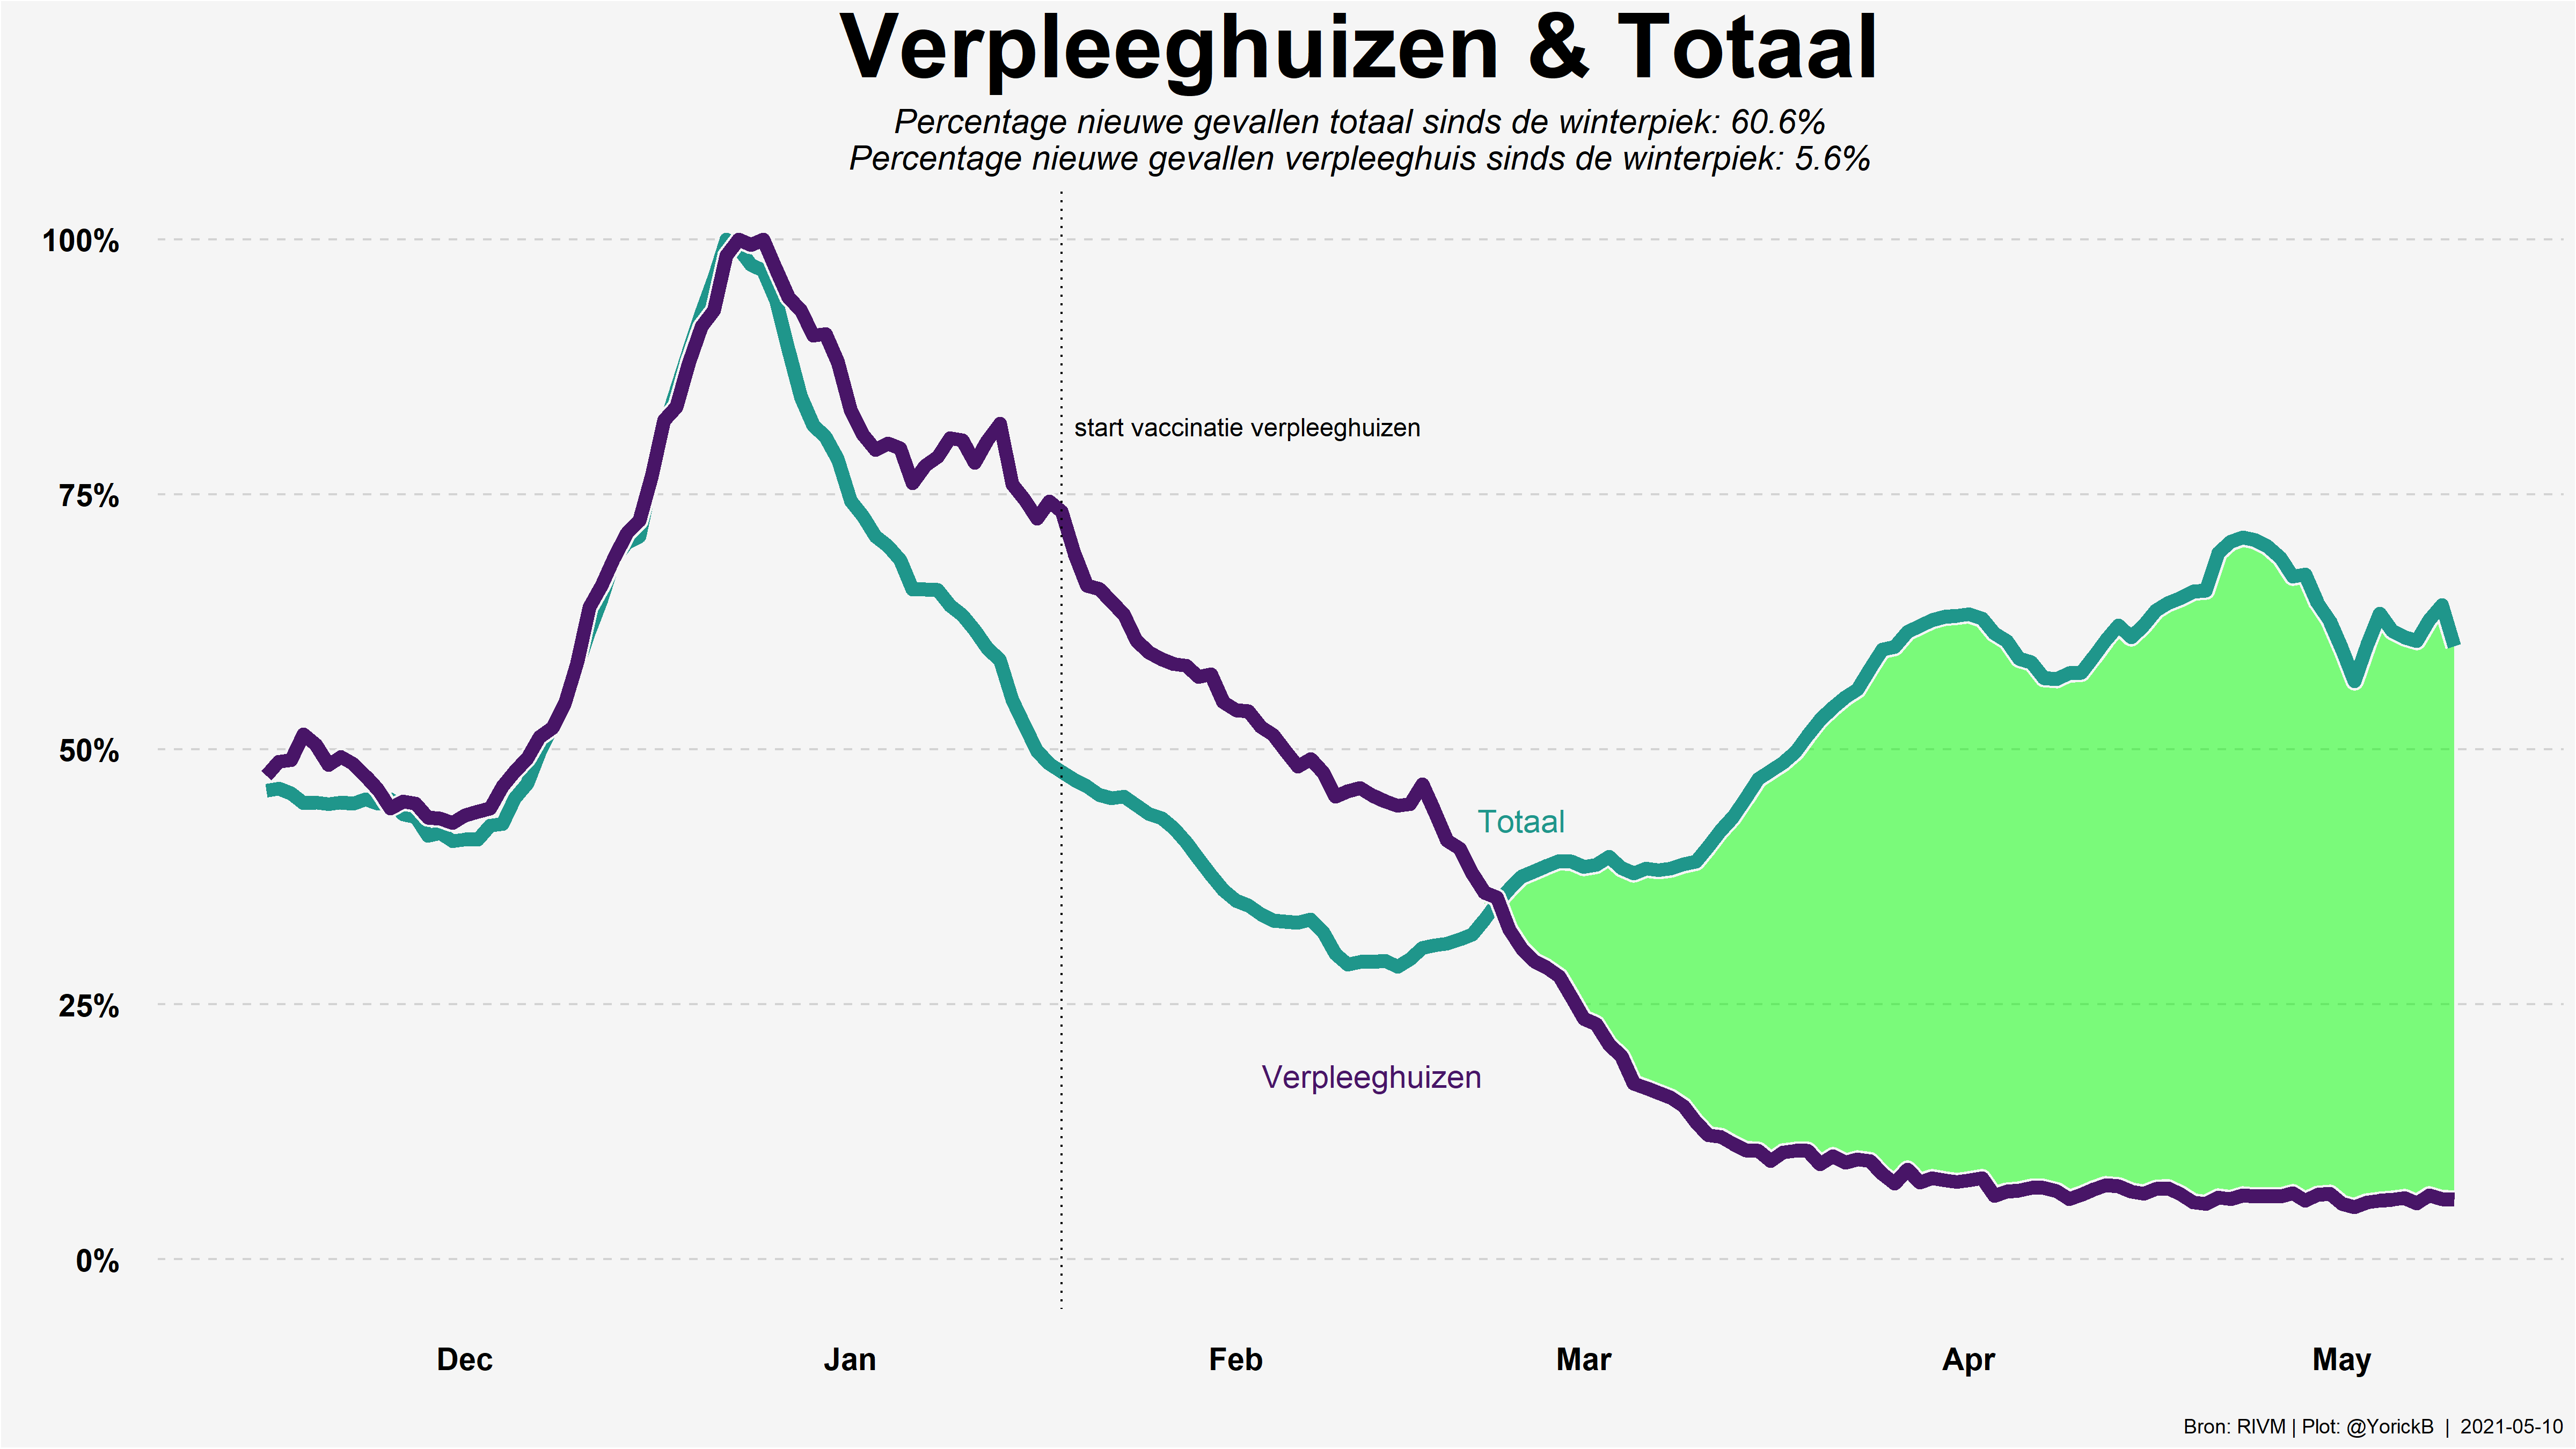 Verpleeghuizen & Totaal
Percentage nieuwe gevallen totaal sinds de winterpiek: 60.6%
Percentage nieuwe gevallen verpleeghuis sinds de winterpiek: 5.6%
100%
start vaccinatie verpleeghuizen
75%
50%
Totaal
25%
Verpleeghuizen
0%
Dec Jan Feb Mar Apr May
Bron: RIVM | Plot: @YorickB | 2021-05-10